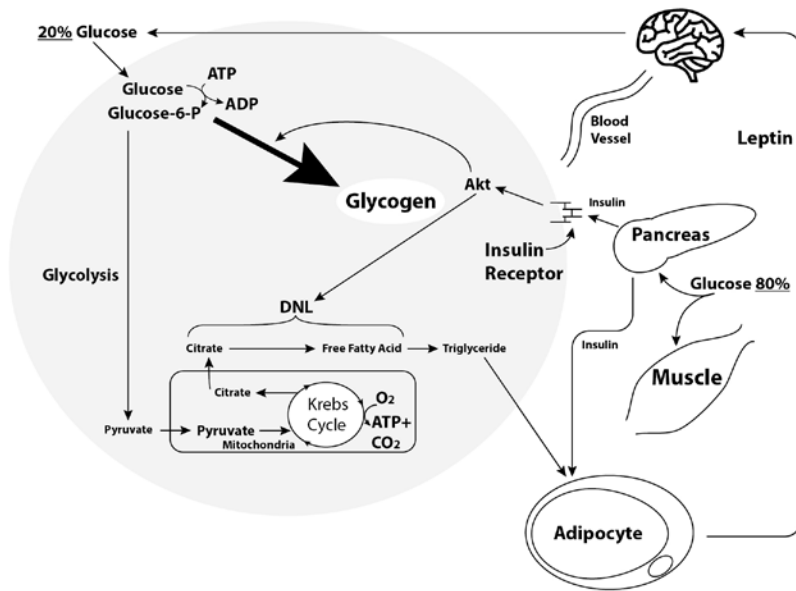 20% Glucose
ATP
Glucose
ADP
Glucose-6-P
Blood
Vessel
Leptin
Akt
Glycogen
Insulin
Pancreas
Insulin
Receptor
Glycolysis
Glucose 80%
DNL
Citrate
Free Fatty Acid
Triglyceride
Insulin
Muscle
Citrate
Krebs
Cycle
O2
ATP+
CO2
Pyruvate
Pyruvate
Mitochondria
Adipocyte